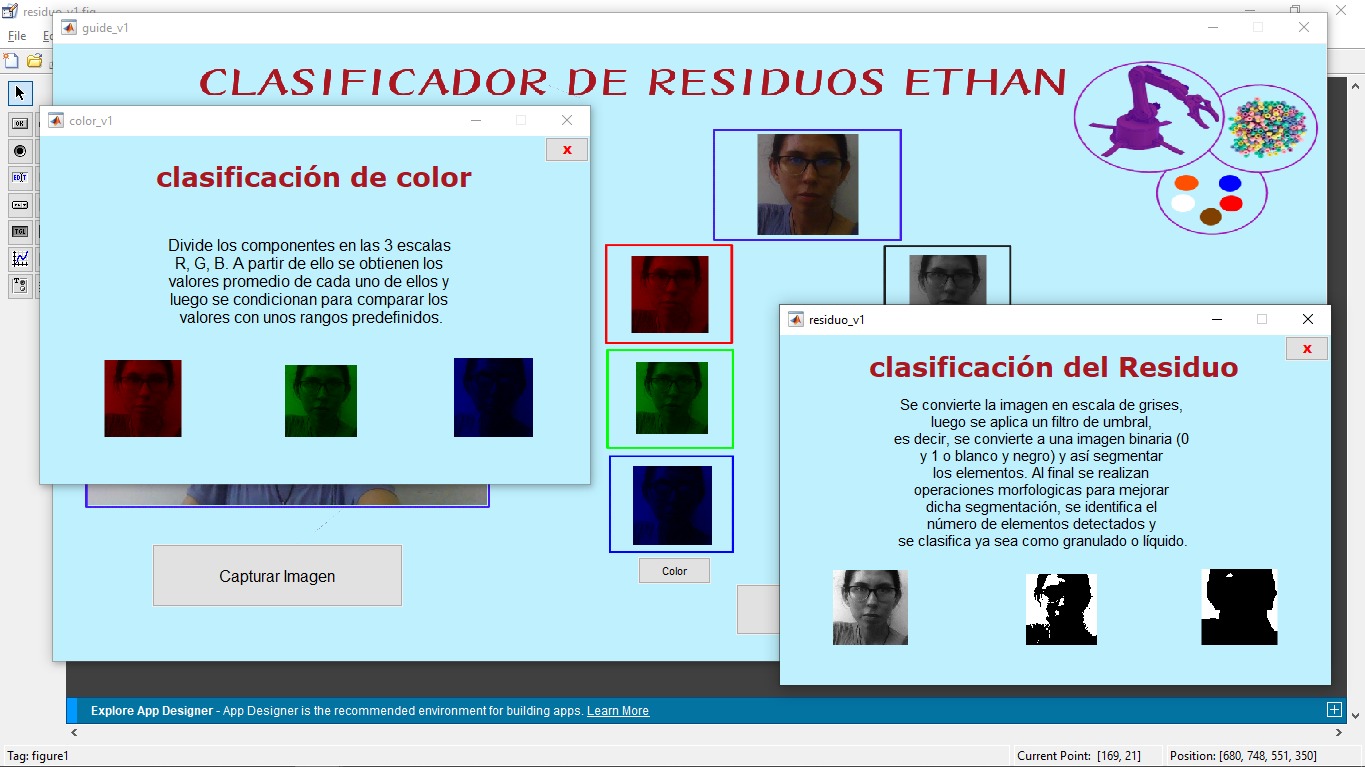 residuo_v1.fig
guide_v1
File
CLASIFICADOR DE RESIDUOS ETHAN
color_v1
x
clasificación de color
Divide los componentes en las 3 escalas
R, G, B. A partir de ello se obtienen los
valores promedio de cada uno de ellos y
luego se condicionan para comparar los
valores con unos rangos predefinidos.
OK
EDIT
TGL
residuo_v1
x
clasificación del Residuo
Se convierte la imagen en escala de grises,
luego se aplica un filtro de umbral,
es decir, se convierte a una imagen binaria (0
y 1 o blanco y negro) y así segmentar
los elementos. Al final se realizan
operaciones morfologicas para mejorar
dicha segmentación, se identifica el
número de elementos detectados y
se clasifica ya sea como granulado o líquido.
Capturar Imagen
Color
Explore App Designer - App Designer is the recommended environment for building apps. Learn More
Tag: figure1
Current Point: [169, 21]
Position: [680, 748, 551, 350]